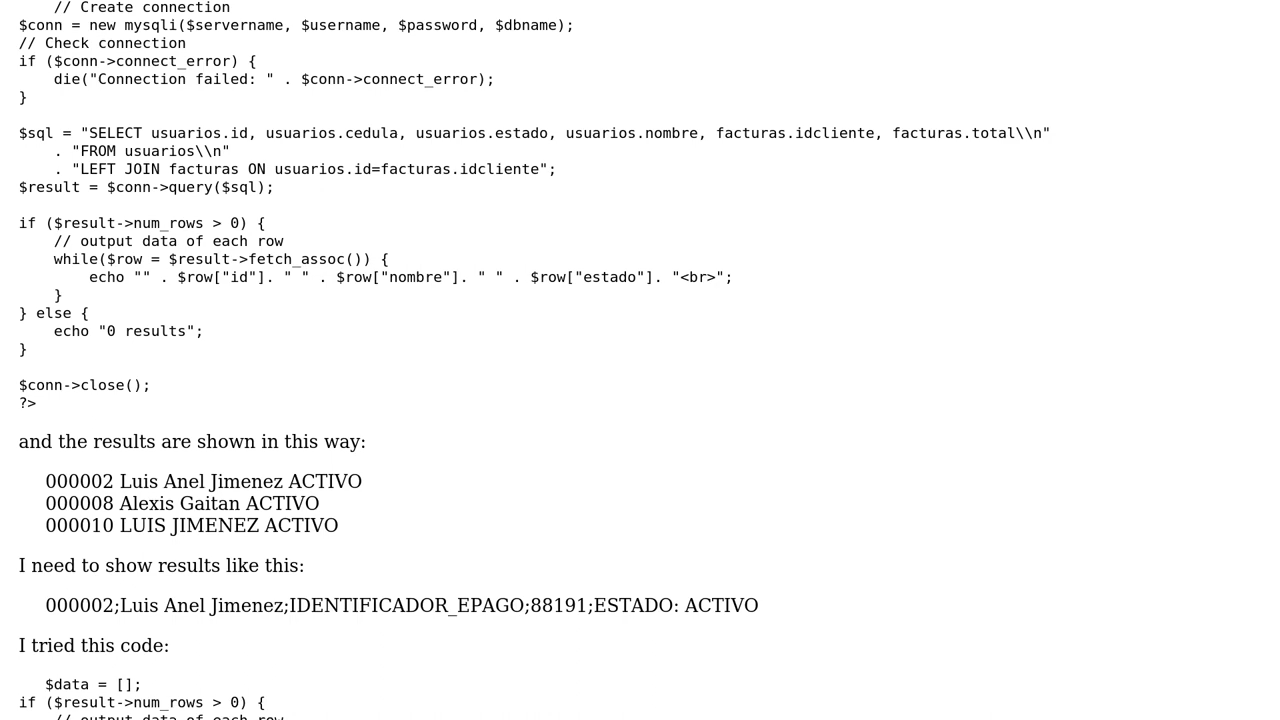 // Create connection
$conn = new mysqli($servername, $username, $password, $dbname);
// Check connection
if ($conn->connect_error) {
    die("Connection failed: " . $conn->connect_error);
}

$sql = "SELECT usuarios.id, usuarios.cedula, usuarios.estado, usuarios.nombre, facturas.idcliente, facturas.total\\n"
    . "FROM usuarios\\n"
    . "LEFT JOIN facturas ON usuarios.id=facturas.idcliente";
$result = $conn->query($sql);

if ($result->num_rows > 0) {
    // output data of each row
    while($row = $result->fetch_assoc()) {
        echo "" . $row["id"]. " " . $row["nombre"]. " " . $row["estado"]. "<br>";
    }
} else {
    echo "0 results";
}

$conn->close();
?>
and the results are shown in this way:
000002 Luis Anel Jimenez ACTIVO
000008 Alexis Gaitan ACTIVO
000010 LUIS JIMENEZ ACTIVO
I need to show results like this:
000002;Luis Anel Jimenez;IDENTIFICADOR_EPAGO;88191;ESTADO: ACTIVO
I tried this code:
   $data = [];
if ($result->num_rows > 0) {
    // output data of each row